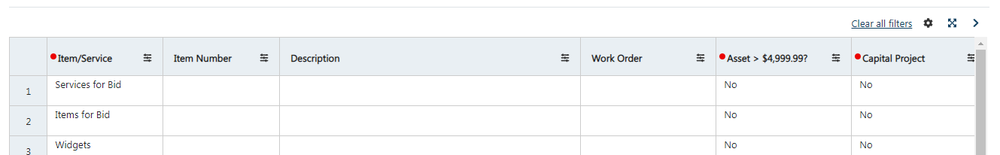 Clear all filters
Item/Service Item Number Description Work Order Asset > $4,999.99? Capital Project
1 Services for Bid No No
2 Items for Bid No No
3 Widgets No No